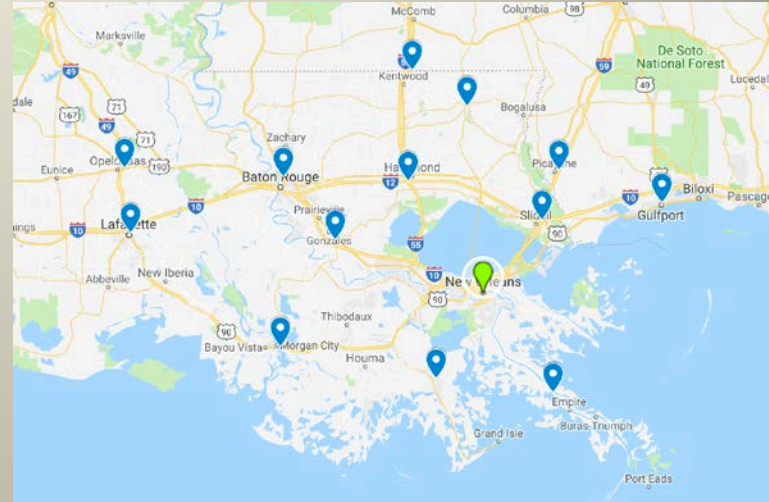 McComb
Columbia
98
Marksville
De Soto
National Forest
49
55
Kentwood
59
Lucedal
dale
71
49
Bogalusa
167
49
71
Zachary
Eunice
Opelousas
190
Hammond
Picayune
Baton Rouge
12
10
Biloxi
Prairieville
10
Gulfport
Pascago
Slidell
nings
10
Lafayette
Gonzales
55
90
Abbeville
New Iberia
10
New Orleans
90
Thibodaux
90
Bayou Vista
Morgan City
Houma
Empire
Buras-Triumph
Grand Isle
Port Eads